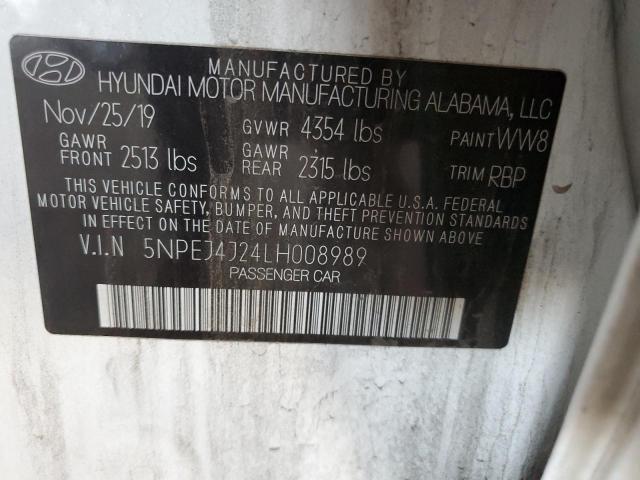 MANUFACTURED BY
HYUNDAI MOTOR MANUFACTURING ALABAMA, LLC
Nov/25/19 GVWR 4354 lbs PAINT WW8
GAWR FRONT 2513 lbs GAWR REAR 2315 lbs TRIM RBP
THIS VEHICLE CONFORMS TO ALL APPLICABLE U.S.A. FEDERAL
MOTOR VEHICLE SAFETY, BUMPER, AND THEFT PREVENTION STANDARDS
IN EFFECT ON THE DATE OF MANUFACTURE SHOWN ABOVE.
V.I.N 5NPEJ4J24LH008989
PASSENGER CAR